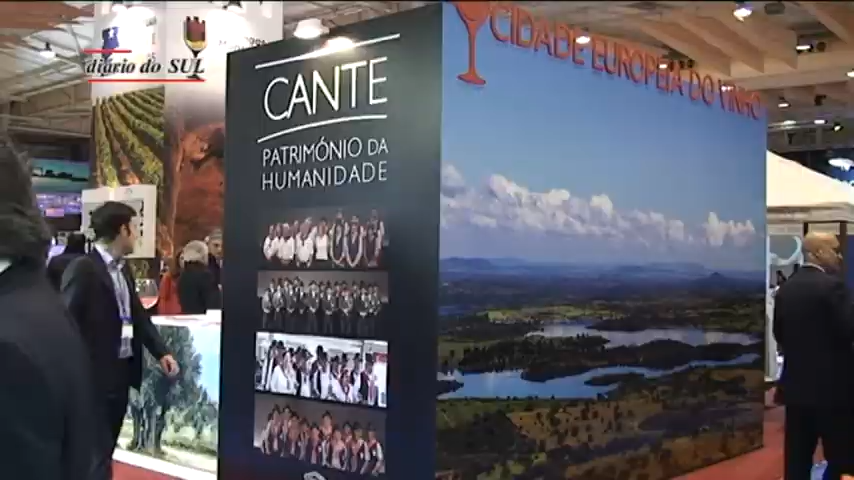 diário do SUL
CANTE
PATRIMÓNIO DA
HUMANIDADE
CIDADE EUROPEIA DO VINHO